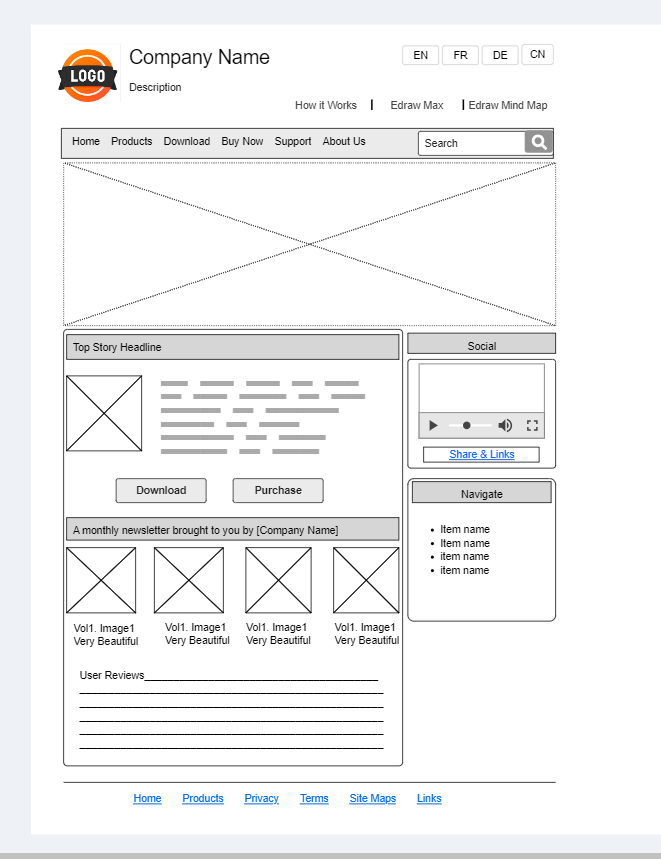 LOGO
Company Name
Description
EN FR DE CN
How it Works | Edraw Max | Edraw Mind Map
Home Products Download Buy Now Support About Us Search
Top Story Headline
Social
Share & Links
Download Purchase
Navigate
Item name
Item name
item name
item name
A monthly newsletter brought to you by [Company Name]
Vol1. Image1 Vol1. Image1 Vol1. Image1 Vol1. Image1
Very Beautiful Very Beautiful Very Beautiful Very Beautiful
User Reviews
Home Products Privacy Terms Site Maps Links